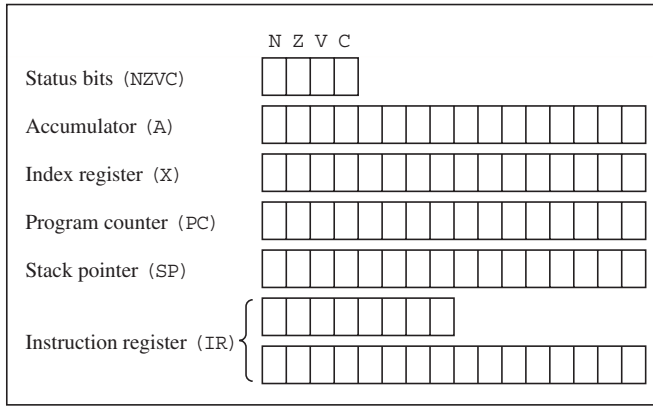 N Z V C
Status bits (NZVC)
Accumulator (A)
Index register (X)
Program counter (PC)
Stack pointer (SP)
Instruction register (IR)